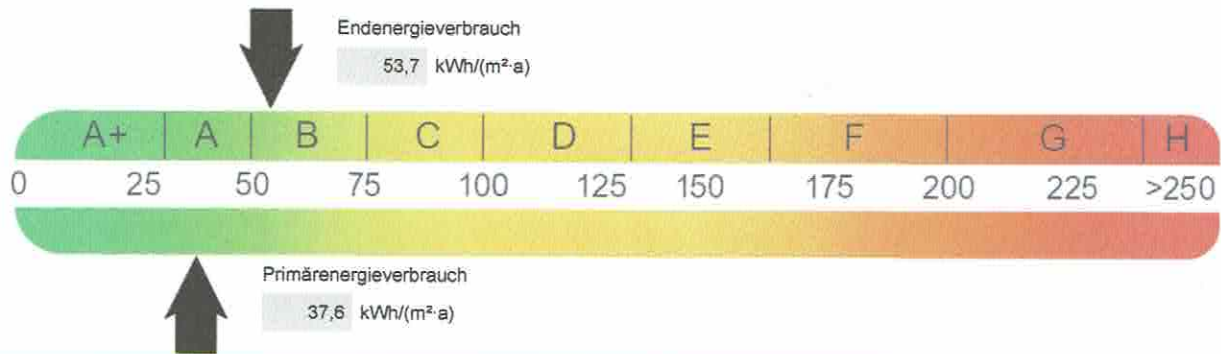 Endenergieverbrauch
53,7 kWh/(m²·a)
A+ A B C D E F G H
0 25 50 75 100 125 150 175 200 225 >250
Primärenergieverbrauch
37,6 kWh/(m²·a)